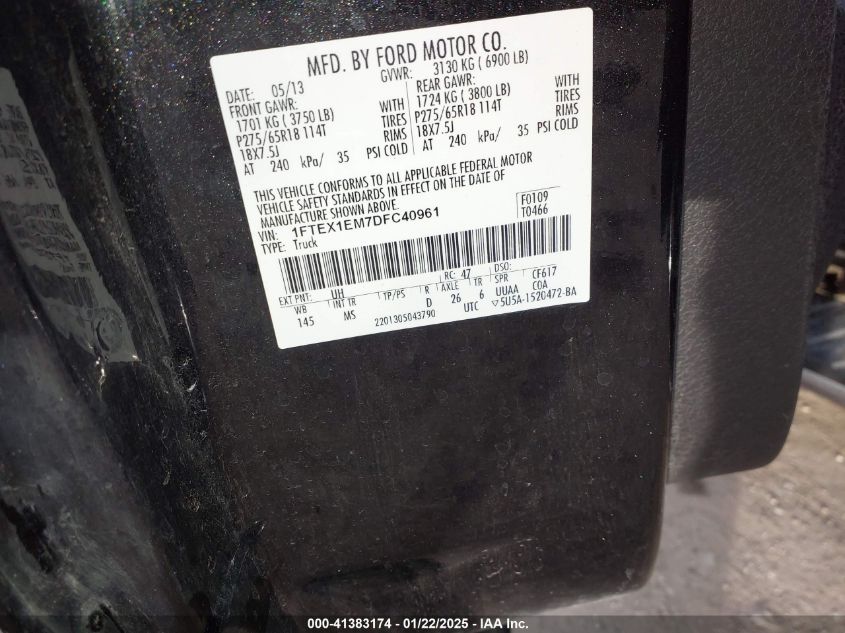 MFD. BY FORD MOTOR CO.
DATE: 05/13 GVWR: 3130 KG ( 6900 LB)
FRONT GAWR: REAR GAWR:
1701 KG ( 3750 LB) WITH 1724 KG ( 3800 LB) WITH
P275/65R18 114T TIRES P275/65R18 114T TIRES
18X7.5J RIMS 18X7.5J RIMS
AT 240 kPa/ 35 PSI COLD AT 240 kPa/ 35 PSI COLD
THIS VEHICLE CONFORMS TO ALL APPLICABLE FEDERAL MOTOR
VEHICLE SAFETY STANDARDS IN EFFECT ON THE DATE OF
MANUFACTURE SHOWN ABOVE.
VIN: 1FTEX1EM7DFC40961 F0109
TYPE: Truck T0466
EXT PNT: UH RC: 47 DSO:
WB INT TR TP/PS R AXLE TR SPR CF617
145 MS D 26 6 UUAA COA
2201305043790 UTC ▽5U5A-1520472-BA
000-41383174 - 01/22/2025 - IAA Inc.